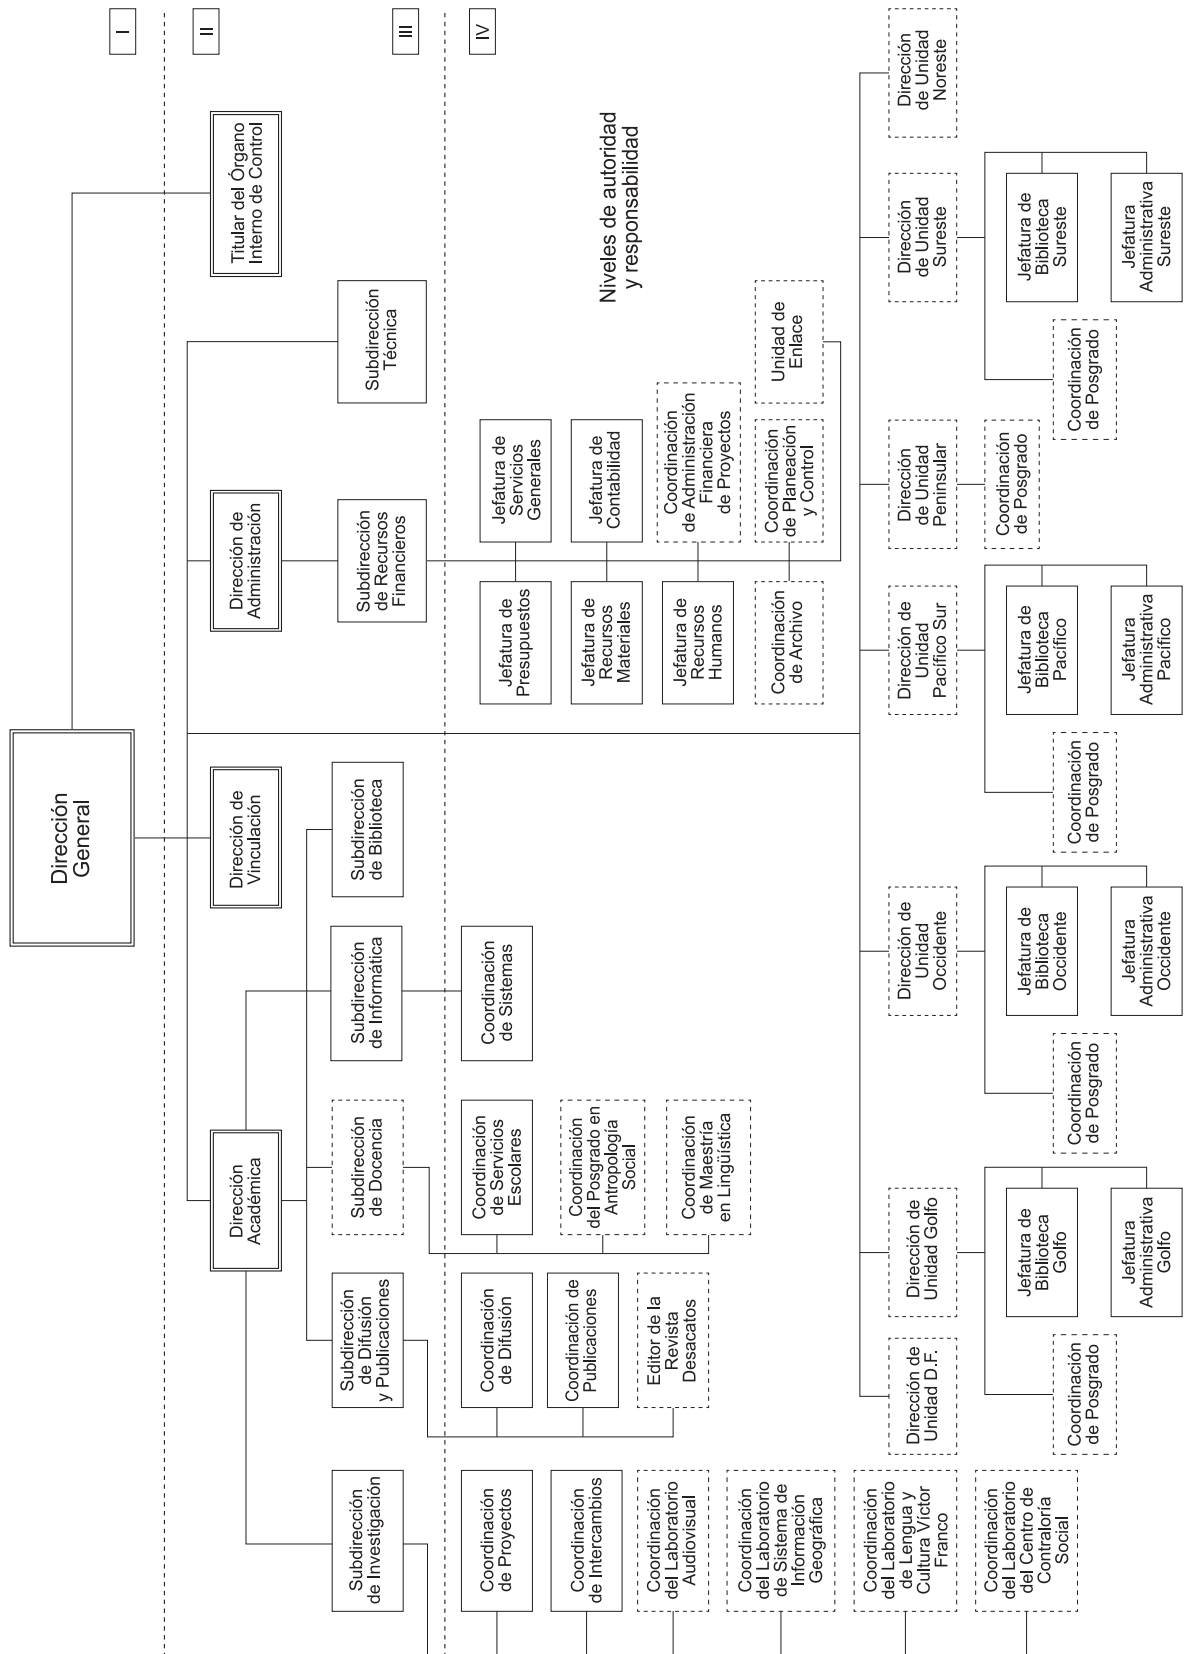 Dirección
General
I
II
III
IV
Titular del Órgano
Interno de Control
Niveles de autoridad
y responsabilidad
Dirección
Académica
Dirección de
Vinculación
Dirección de
Administración
Subdirección
de Investigación
Subdirección
de Difusión
y Publicaciones
Subdirección
de Docencia
Subdirección
de Informática
Subdirección
de Biblioteca
Subdirección
de Recursos
Financieros
Subdirección
Técnica
Coordinación
de Proyectos
Coordinación
de Intercambios
Coordinación
del Laboratorio
Audiovisual
Coordinación
del Laboratorio
de Sistema de
Información
Geográfica
Coordinación
del Laboratorio
de Lengua y
Cultura Víctor
Franco
Coordinación
del Laboratorio
del Centro de
Contraloría
Social
Coordinación
de Difusión
Coordinación de
Publicaciones
Editor de la
Revista
Desacatos
Coordinación
de Servicios
Escolares
Coordinación
del Posgrado en
Antropología
Social
Coordinación
de Maestría
en Lingüística
Coordinación
de Sistemas
Jefatura de
Presupuestos
Jefatura de
Servicios
Generales
Jefatura de
Recursos
Materiales
Jefatura de
Contabilidad
Jefatura de
Recursos
Humanos
Coordinación
de Administración
Financiera
de Proyectos
Coordinación
de Archivo
Coordinación
de Planeación
y Control
Unidad de
Enlace
Dirección de
Unidad D.F.
Dirección de
Unidad Golfo
Dirección de
Unidad
Occidente
Dirección de
Unidad
Pacífico Sur
Dirección
de Unidad
Peninsular
Dirección
de Unidad
Sureste
Dirección
de Unidad
Noreste
Coordinación
de Posgrado
Jefatura de
Biblioteca
Golfo
Jefatura
Administrativa
Golfo
Coordinación
de Posgrado
Jefatura de
Biblioteca
Occidente
Jefatura
Administrativa
Occidente
Coordinación
de Posgrado
Jefatura de
Biblioteca
Pacífico
Jefatura
Administrativa
Pacífico
Coordinación
de Posgrado
Coordinación
de Posgrado
Jefatura de
Biblioteca
Sureste
Jefatura
Administrativa
Sureste